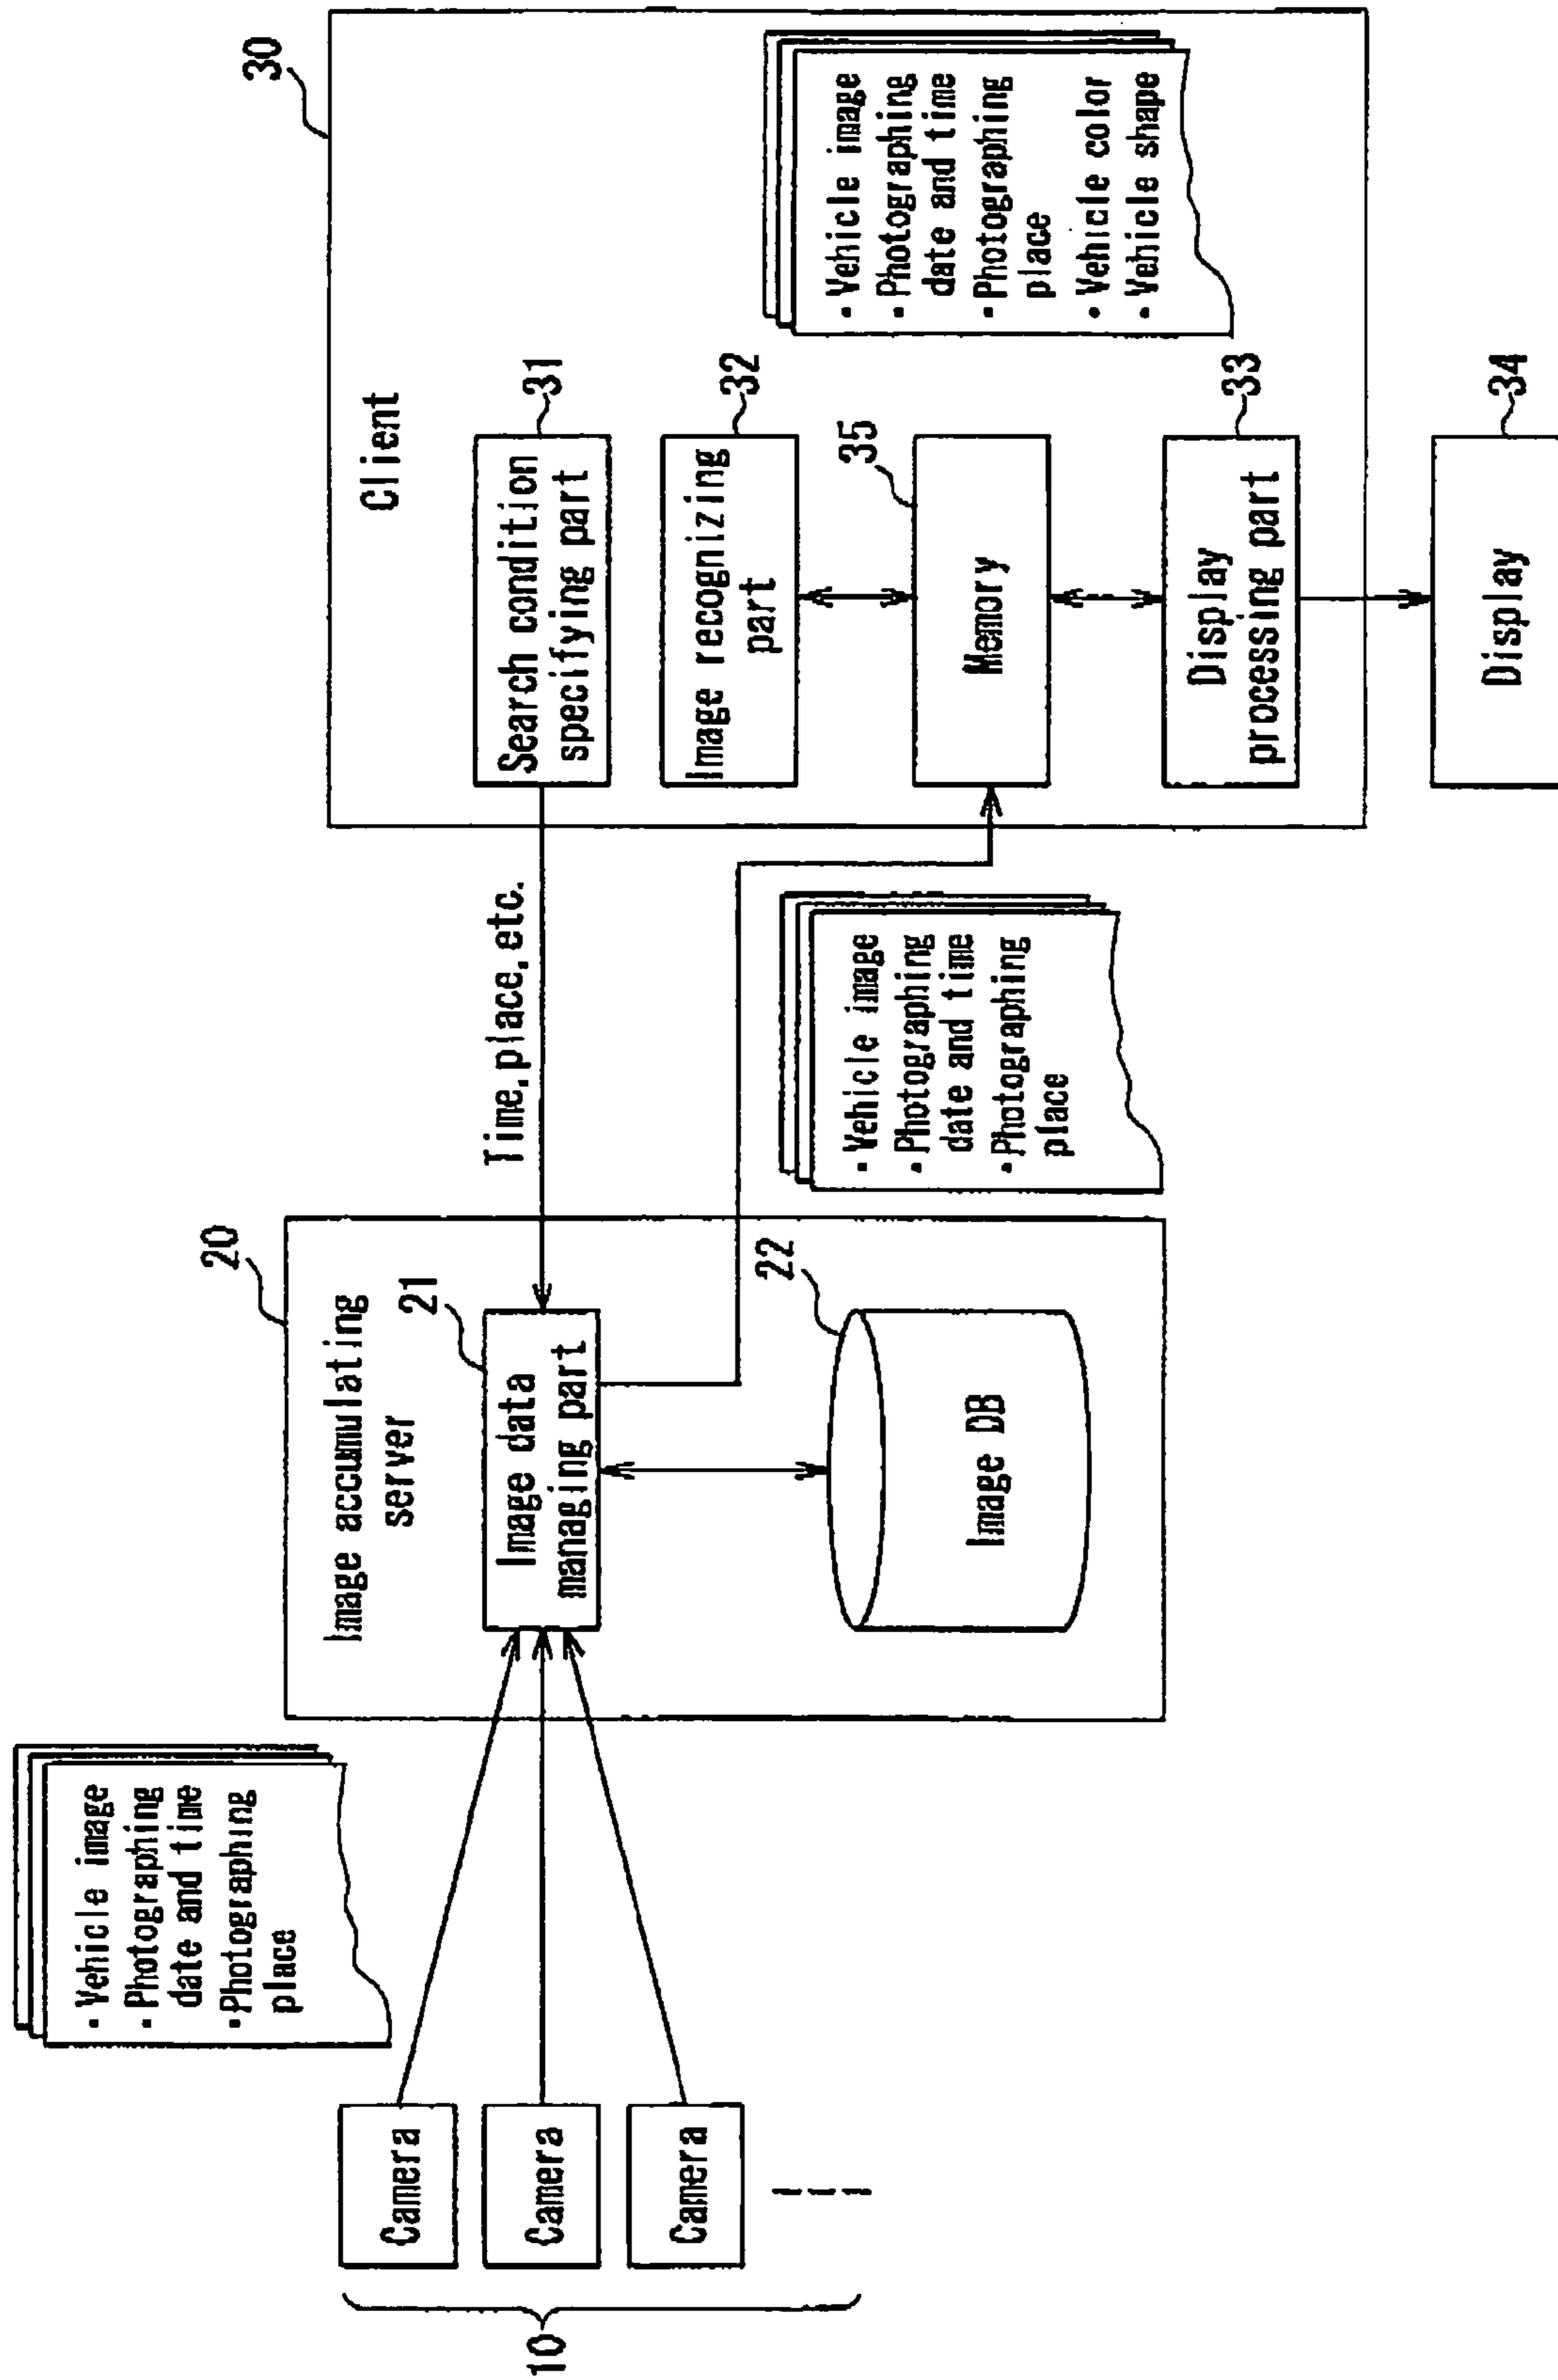 10
Camera
Camera
Camera
· Vehicle image
· Photographing
date and time
· Photographing
place
20
Image accumulating
server
21
Image data
managing part
22
Image DB
Time,place,etc.
· Vehicle image
· Photographing
date and time
· Photographing
place
30
Client
31
Search condition
specifying part
32
Image recognizing
part
35
Memory
33
Display
processing part
34
Display
· Vehicle image
· Photographing
date and time
· Photographing
place
· Vehicle color
· Vehicle shape